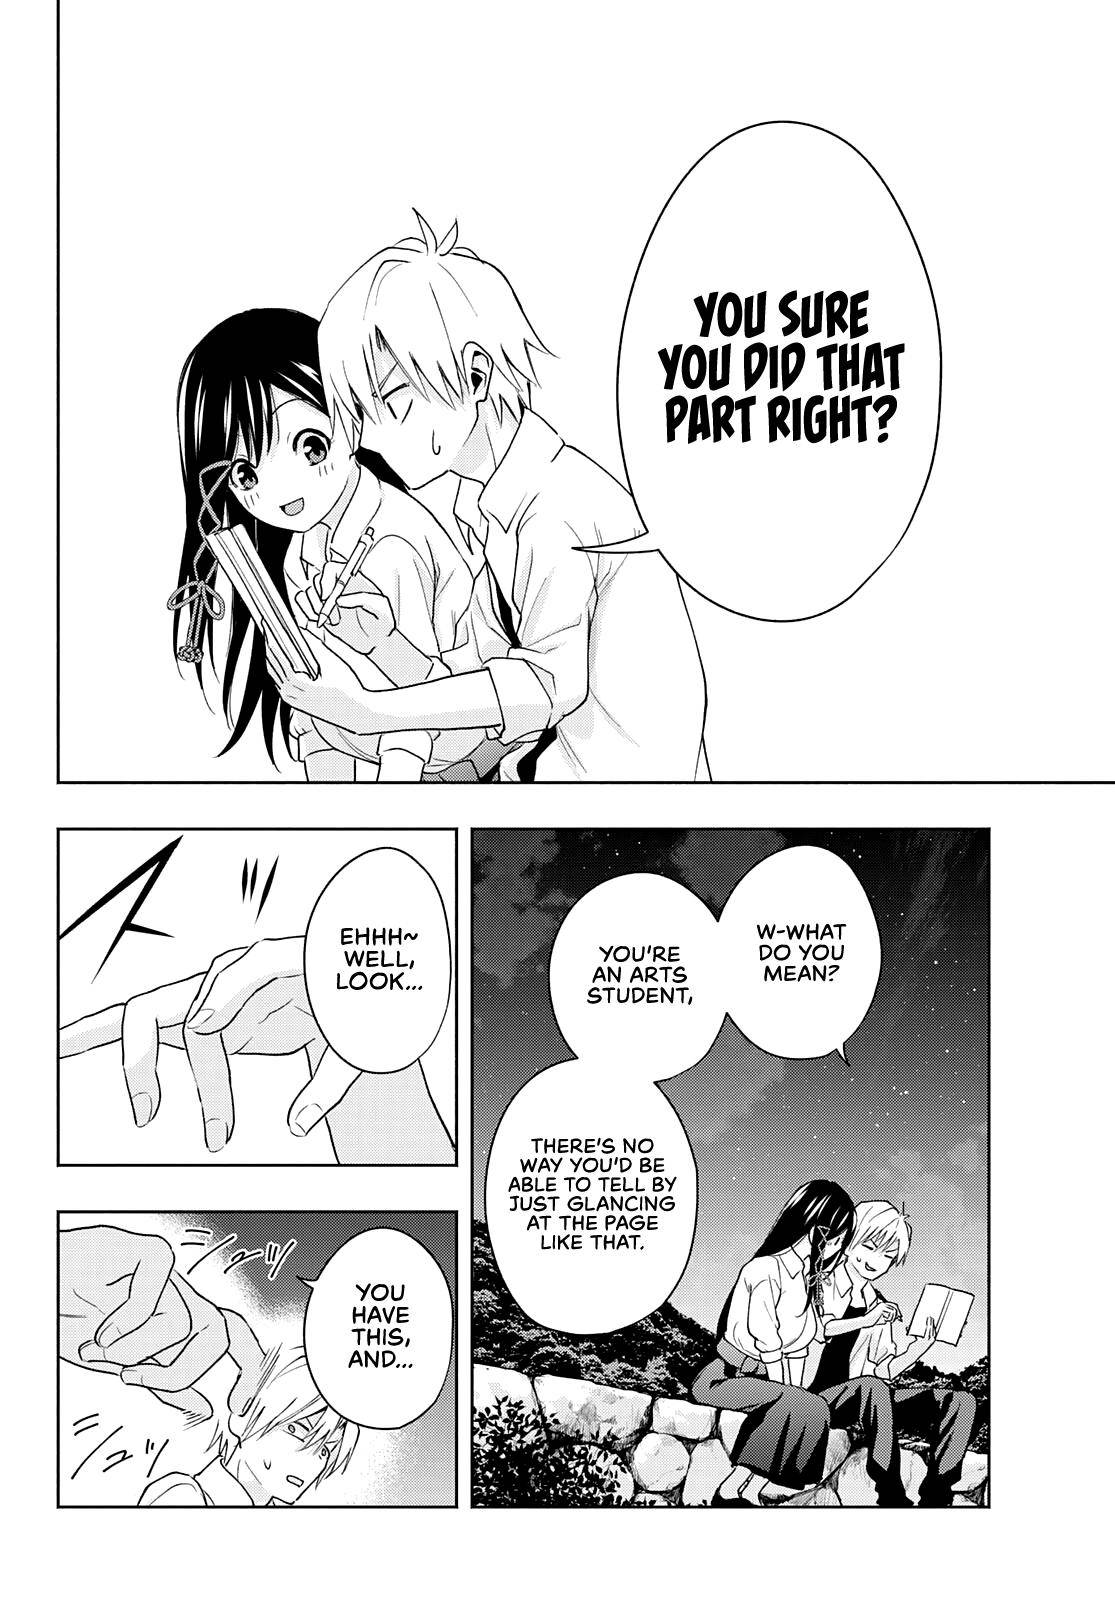 YOU SURE
YOU DID THAT
PART RIGHT?
W-WHAT
DO YOU
MEAN?
YOU'RE
AN ARTS
STUDENT,
THERE'S NO
WAY YOU'D BE
ABLE TO TELL BY
JUST GLANCING
AT THE PAGE
LIKE THAT.
EHHH~
WELL,
LOOK...
YOU
HAVE
THIS,
AND...